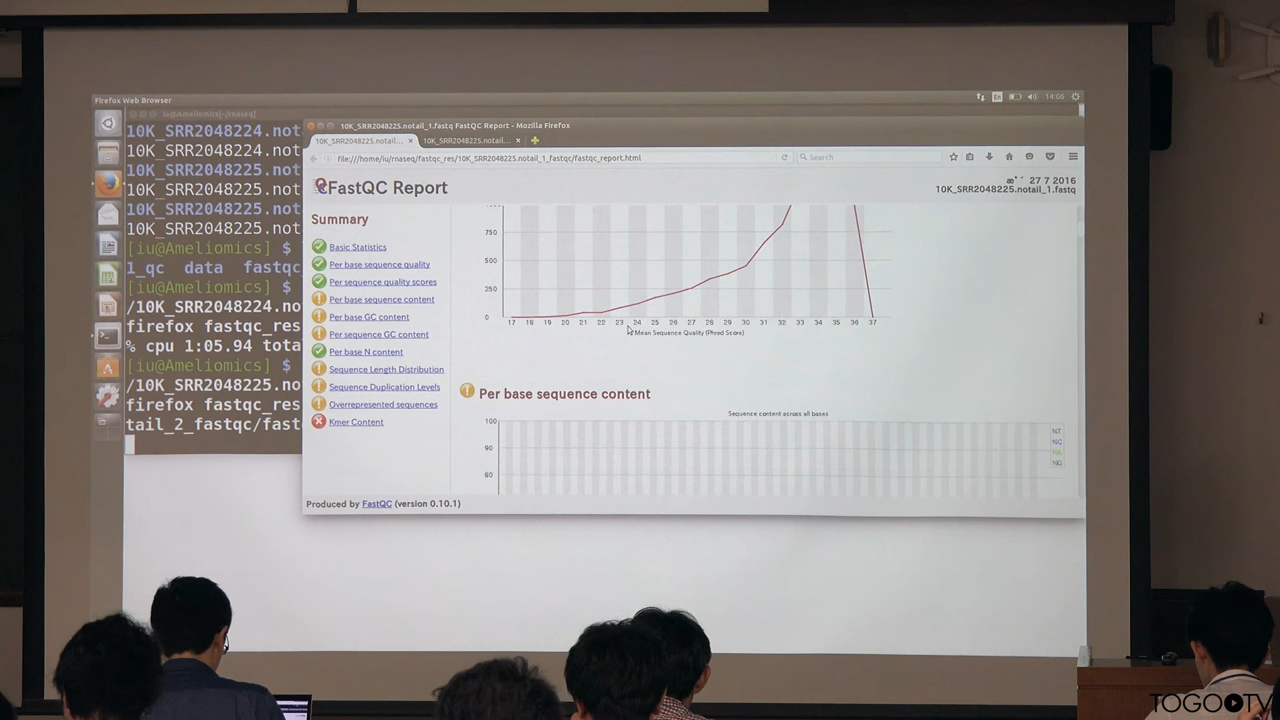 Firefox Web Browser
En
14:06
iu@Ameliomics[~/rnaseq]
10K_SRR2048224.not
10K_SRR2048224.not
10K_SRR2048225.not
10K_SRR2048225.not
10K_SRR2048225.not
10K_SRR2048225.not
[iu@Ameliomics] $
1_qc data fastqc
[iu@Ameliomics] $
/10K_SRR2048224.no
firefox fastqc_res
% cpu 1:05.94 tota
[iu@Ameliomics] $
/10K_SRR2048225.no
firefox fastqc_res
tail_2_fastqc/fast
10K_SRR2048225.notail_1.fastq FastQC Report - Mozilla Firefox
10K_SRR2048225.notail...
10K_SRR2048225.notail...
file:///home/iu/rnaseq/fastqc_res/10K_SRR2048225.notail_1_fastqc/fastqc_report.html
Search
FastQC Report
27 7 2016
10K_SRR2048225.notail_1.fastq
Summary
Basic Statistics
Per base sequence quality
Per sequence quality scores
Per base sequence content
Per base GC content
Per sequence GC content
Per base N content
Sequence Length Distribution
Sequence Duplication Levels
Overrepresented sequences
Kmer Content
750
500
250
0
17 18 19 20 21 22 23 24 25 26 27 28 29 30 31 32 33 34 35 36 37
Mean Sequence Quality (Phred Score)
Per base sequence content
Sequence content across all bases
100
90
80
%T
%C
%A
%G
Produced by FastQC (version 0.10.1)
TOGOTV